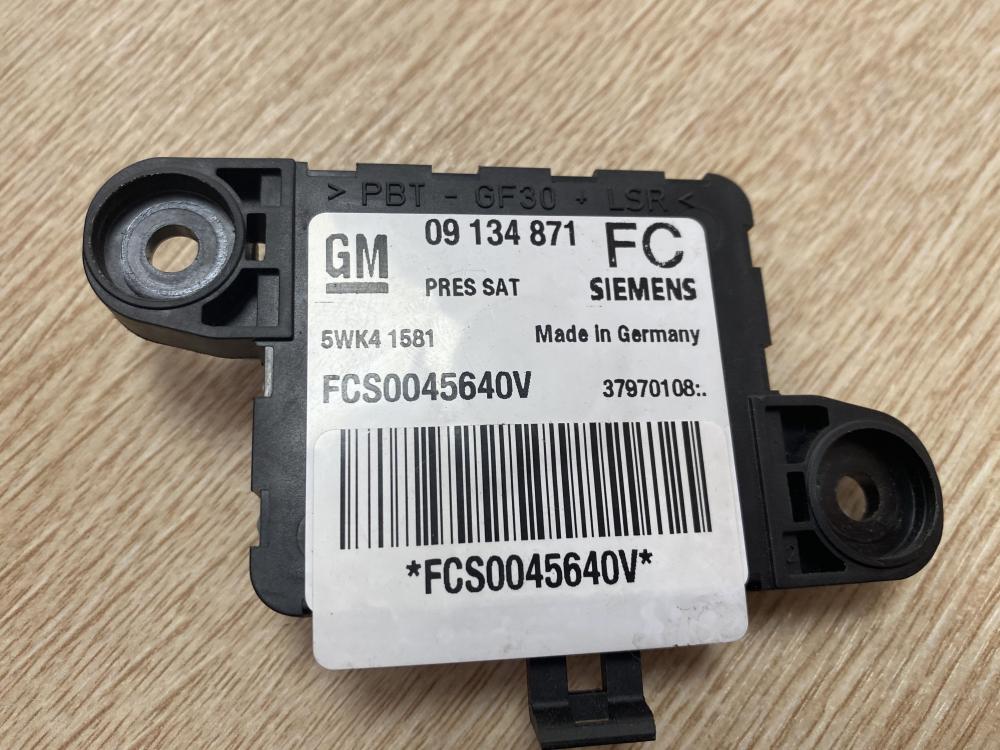 > PBT - GF30 + LSR <
GM 09 134 871 FC
PRES SAT SIEMENS
5WK4 1581 Made in Germany
FCS0045640V 37970108:.
*FCS0045640V*
2